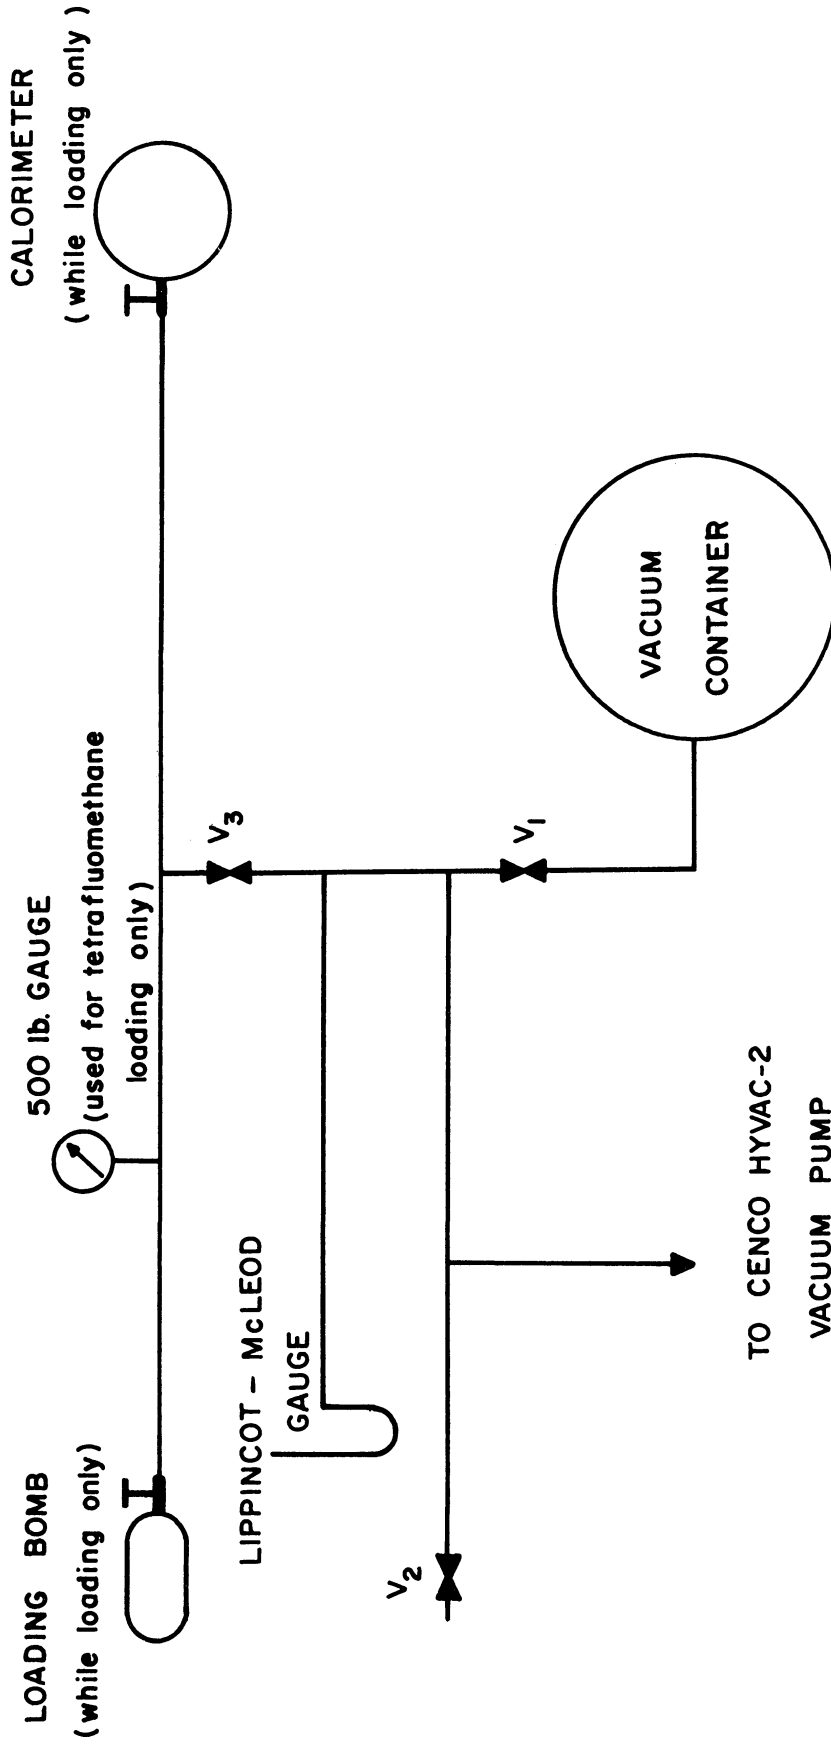 LOADING BOMB
(while loading only)
500 lb. GAUGE
(used for tetrafluomethane
loading only)
CALORIMETER
(while loading only)
LIPPINCOT – McLEOD
GAUGE
V3
V2
V1
VACUUM
CONTAINER
TO CENCO HYVAC-2
VACUUM PUMP